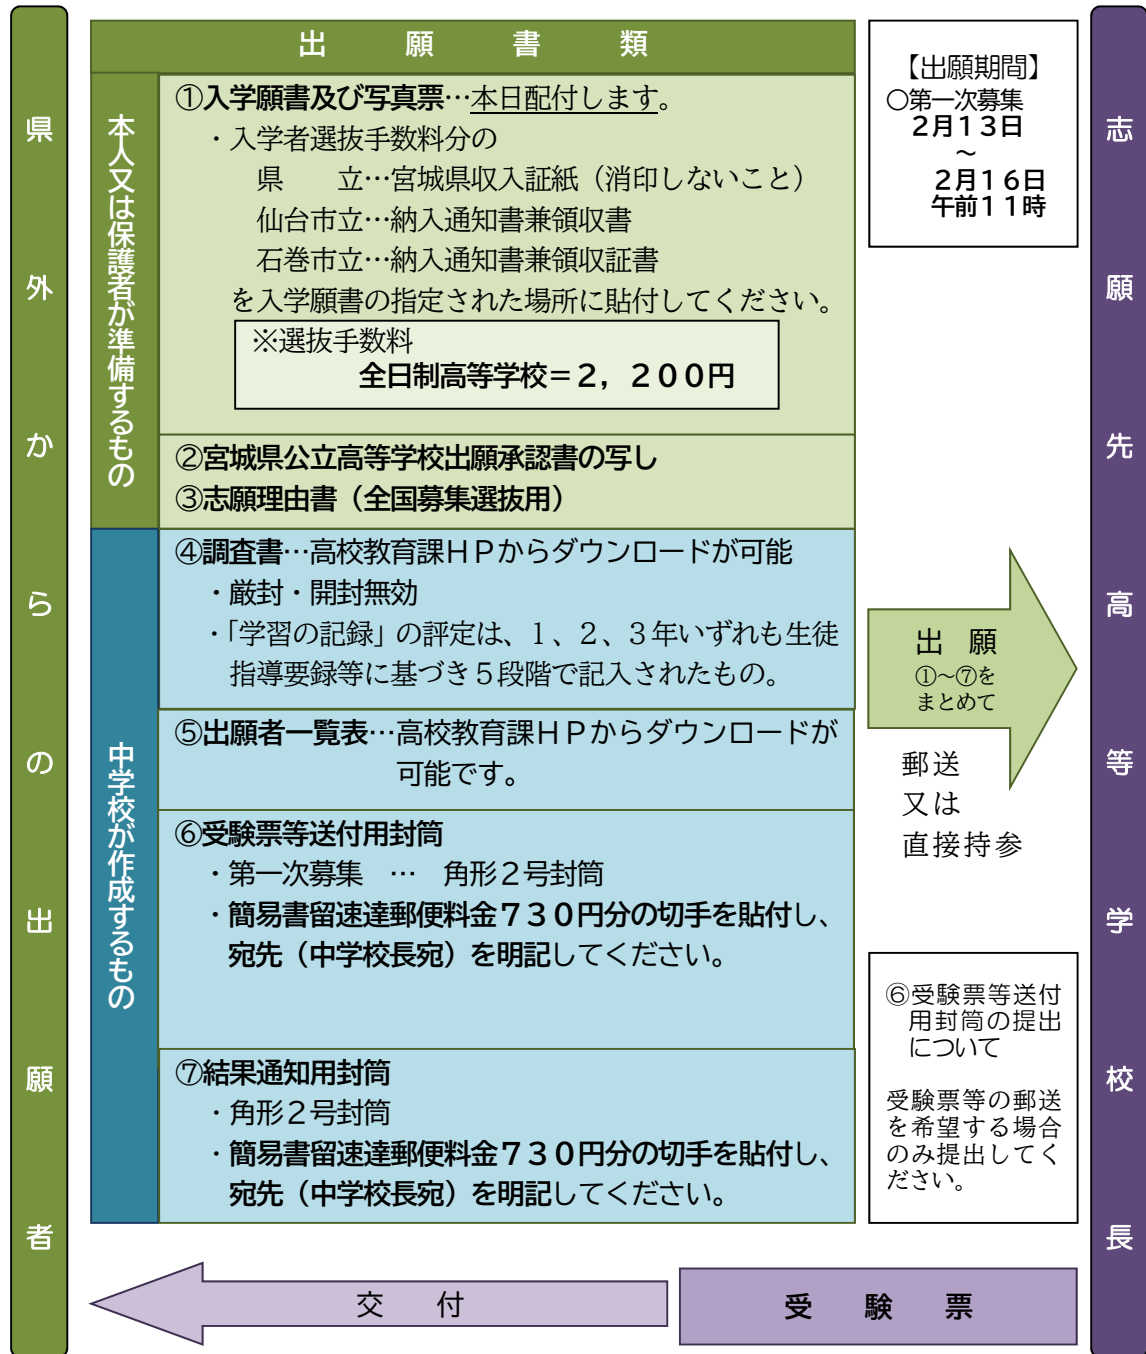 県外からの出願者
出願書類
本人又は保護者が準備するもの
①入学願書及び写真票…本日配付します。
・入学者選抜手数料分の
県　　立…宮城県収入証紙（消印しないこと）
仙台市立…納入通知書兼領収書
石巻市立…納入通知書兼領収証書
を入学願書の指定された場所に貼付してください。
※選抜手数料
全日制高等学校＝２，２００円
②宮城県公立高等学校出願承認書の写し
③志願理由書（全国募集選抜用）
中学校が作成するもの
④調査書…高校教育課ＨＰからダウンロードが可能
・厳封・開封無効
・「学習の記録」の評定は、１、２、３年いずれも生徒
指導要録等に基づき５段階で記入されたもの。
⑤出願者一覧表…高校教育課ＨＰからダウンロードが
可能です。
⑥受験票等送付用封筒
・第一次募集　…　角形２号封筒
・簡易書留速達郵便料金７３０円分の切手を貼付し、
宛先（中学校長宛）を明記してください。
⑦結果通知用封筒
・角形２号封筒
・簡易書留速達郵便料金７３０円分の切手を貼付し、
宛先（中学校長宛）を明記してください。
【出願期間】
○第一次募集
２月１３日
～
２月１６日
午前１１時
出　願
①～⑦を
まとめて
郵送
又は
直接持参
⑥受験票等送付
用封筒の提出
について
受験票等の郵送
を希望する場合
のみ提出してく
ださい。
志願先高等学校長
交　付
受　験　票